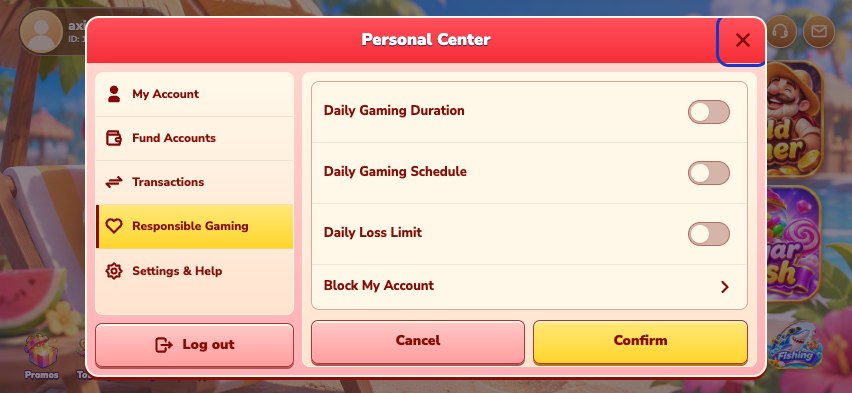 Personal Center
My Account
Fund Accounts
Transactions
Responsible Gaming
Settings & Help
Log out
Daily Gaming Duration
Daily Gaming Schedule
Daily Loss Limit
Block My Account
Cancel
Confirm
Promos
Fishing